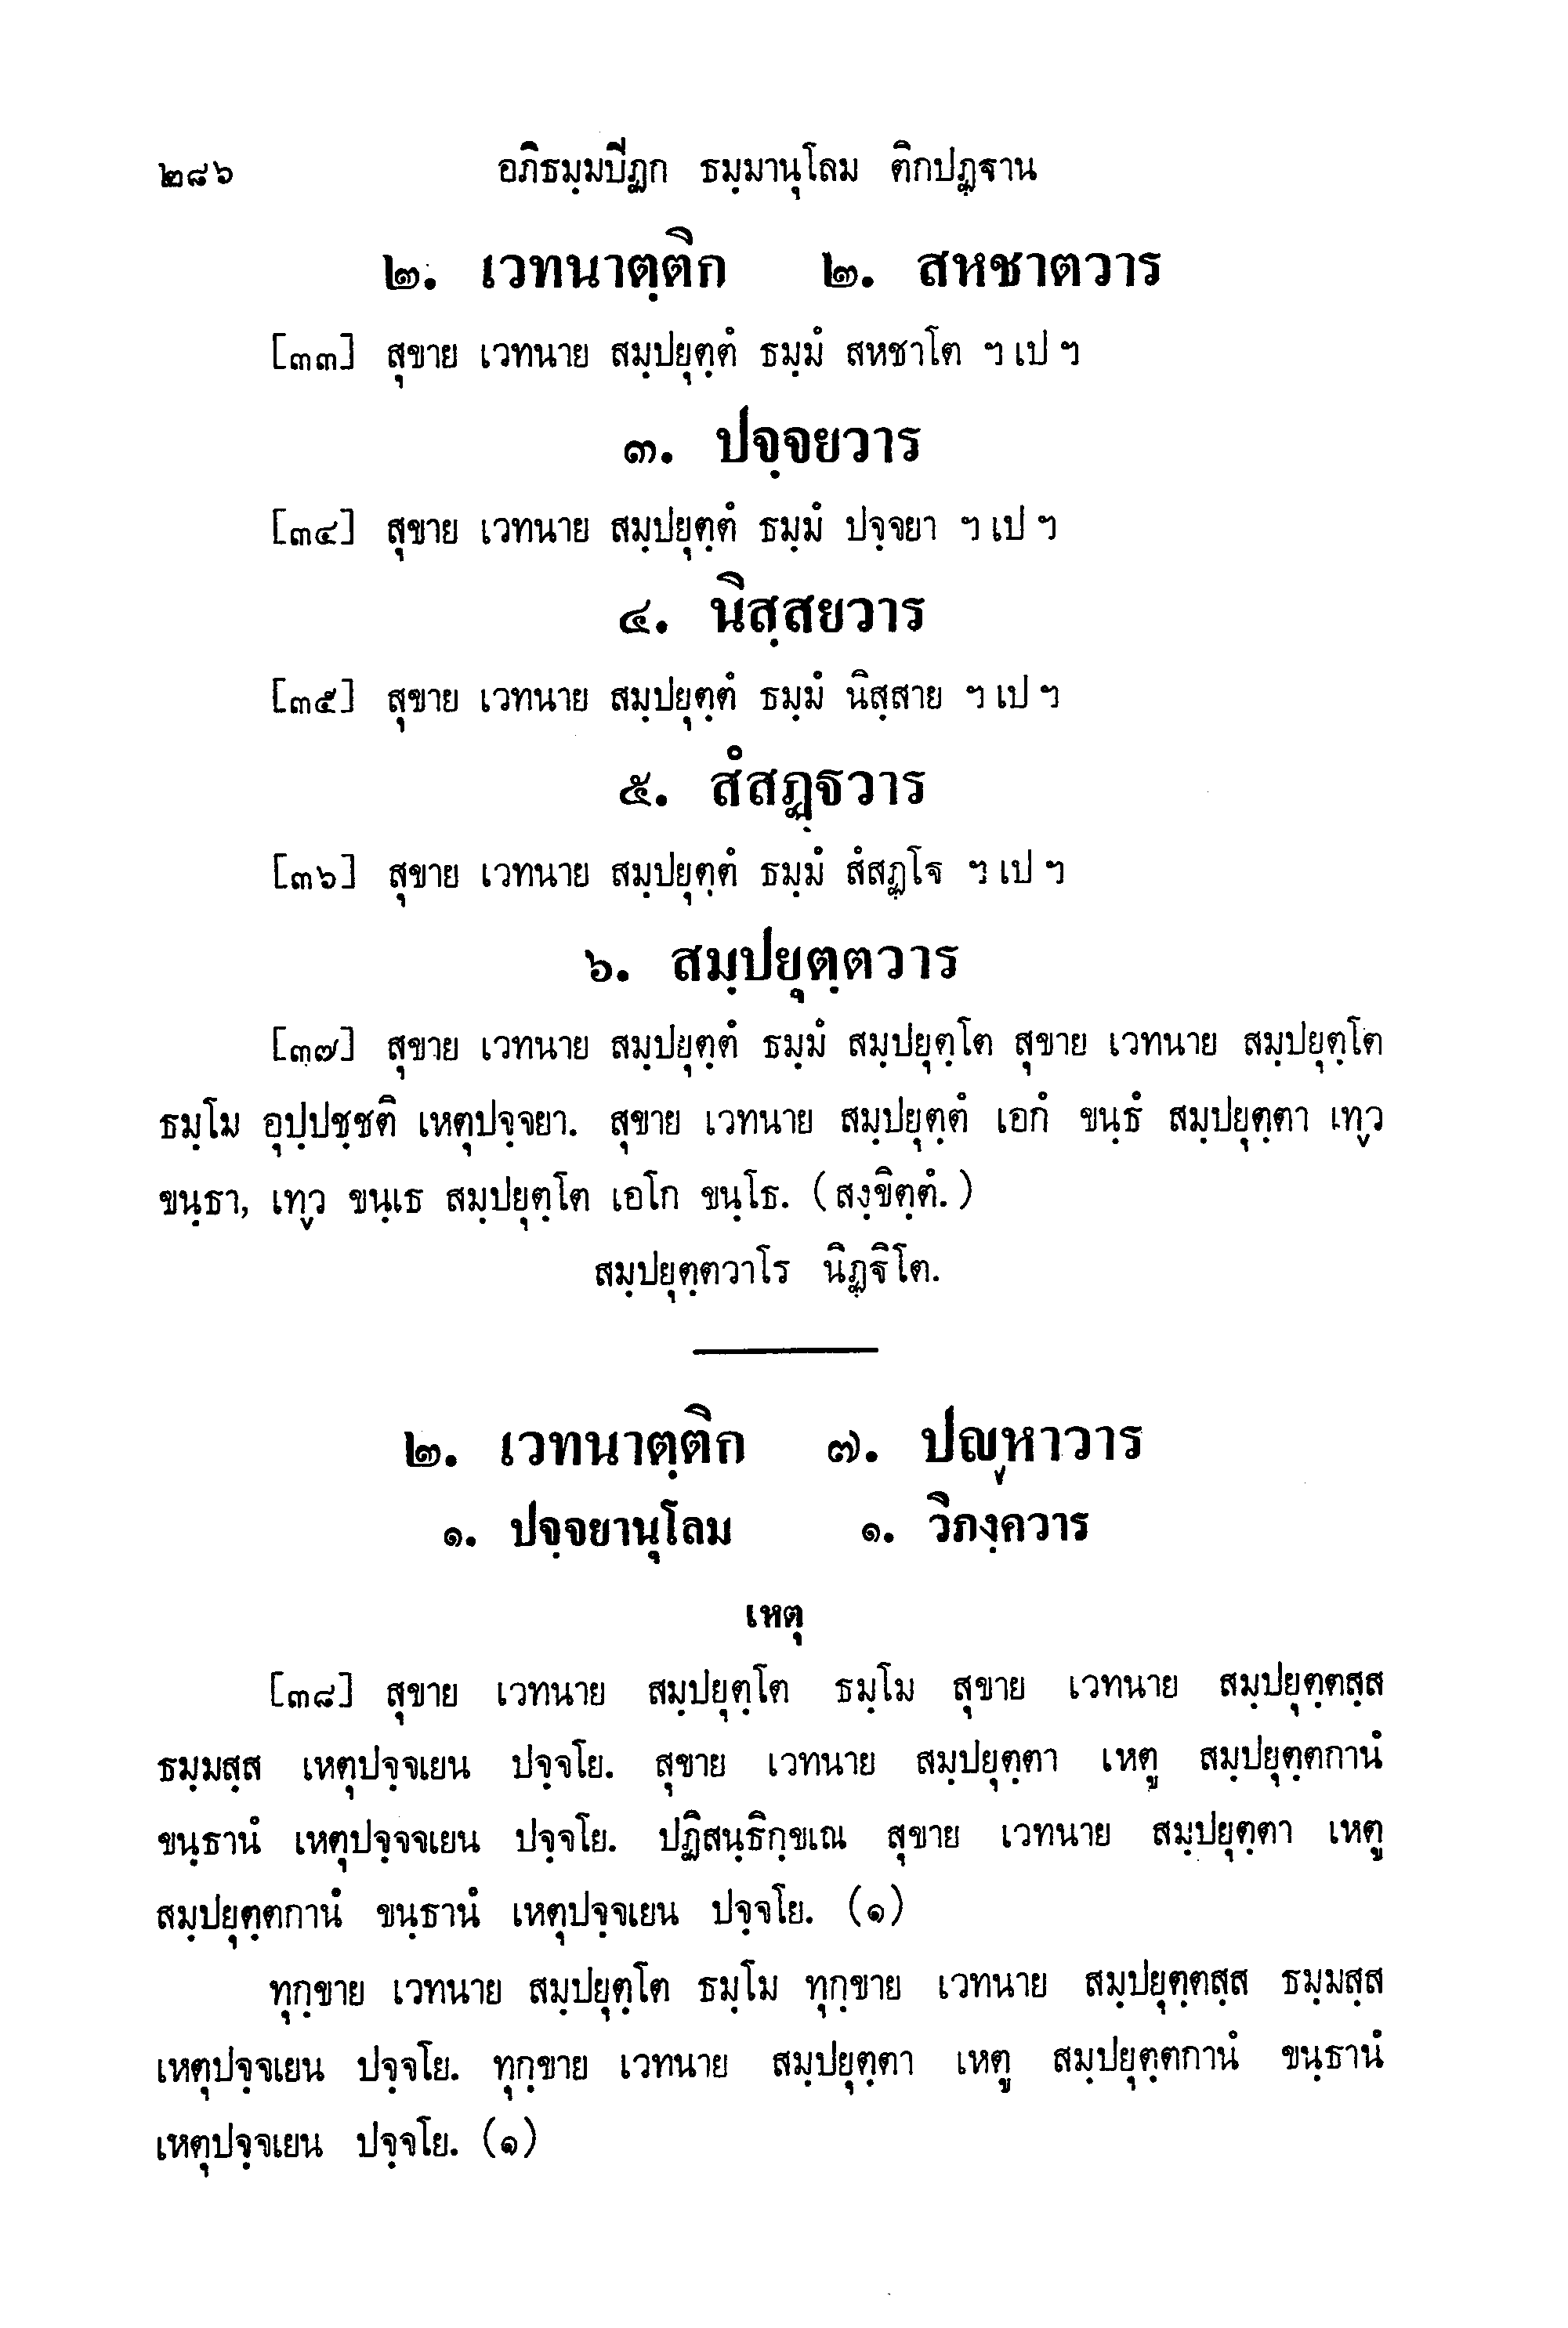 ๒๘๖ อภิธมฺมปิฏก ธมฺมานุโลม ติกปฏฺฐาน
๒. เวทนาตฺติก ๒. สหชาตวาร
[๓๓] สุขาย เวทนาย สมฺปยุตฺตํ ธมฺมํ สหชาโต ฯ เป ฯ
๓. ปจฺจยวาร
[๓๔] สุขาย เวทนาย สมฺปยุตฺตํ ธมฺมํ ปจฺจยา ฯ เป ฯ
๔. นิสฺสยวาร
[๓๕] สุขาย เวทนาย สมฺปยุตฺตํ ธมฺมํ นิสฺสาย ฯ เป ฯ
๕. สํสฏฺฐวาร
[๓๖] สุขาย เวทนาย สมฺปยุตฺตํ ธมฺมํ สํสฏฺโฐ ฯ เป ฯ
๖. สมฺปยุตฺตวาร
[๓๗] สุขาย เวทนาย สมฺปยุตฺตํ ธมฺมํ สมฺปยุตฺโต สุขาย เวทนาย สมฺปยุตฺโต
ธมฺโม อุปฺปชฺชติ เหตุปจฺจยา. สุขาย เวทนาย สมฺปยุตฺตํ เอกํ ขนฺธํ สมฺปยุตฺตา เทฺว
ขนฺธา, เทฺว ขนฺเธ สมฺปยุตฺโต เอโก ขนฺโธ. (สงฺขิตฺตํ.)
สมฺปยุตฺตวาโร นิฏฺฐิโต.
๒. เวทนาตฺติก ๗. ปญฺหาวาร
๑. ปจฺจยานุโลม ๑. วิภงฺควาร
เหตุ
[๓๘] สุขาย เวทนาย สมฺปยุตฺโต ธมฺโม สุขาย เวทนาย สมฺปยุตฺตสฺส
ธมฺมสฺส เหตุปจฺจเยน ปจฺจโย. สุขาย เวทนาย สมฺปยุตฺตา เหตู สมฺปยุตฺตกานํ
ขนฺธานํ เหตุปจฺจจเยน ปจฺจโย. ปฏิสนฺธิกฺขเณ สุขาย เวทนาย สมฺปยุตฺตา เหตู
สมฺปยุตฺตกานํ ขนฺธานํ เหตุปจฺจเยน ปจฺจโย. (๑)
ทุกฺขาย เวทนาย สมฺปยุตฺโต ธมฺโม ทุกฺขาย เวทนาย สมฺปยุตฺตสฺส ธมฺมสฺส
เหตุปจฺจเยน ปจฺจโย. ทุกฺขาย เวทนาย สมฺปยุตฺตา เหตู สมฺปยุตฺตกานํ ขนฺธานํ
เหตุปจฺจเยน ปจฺจโย. (๑)